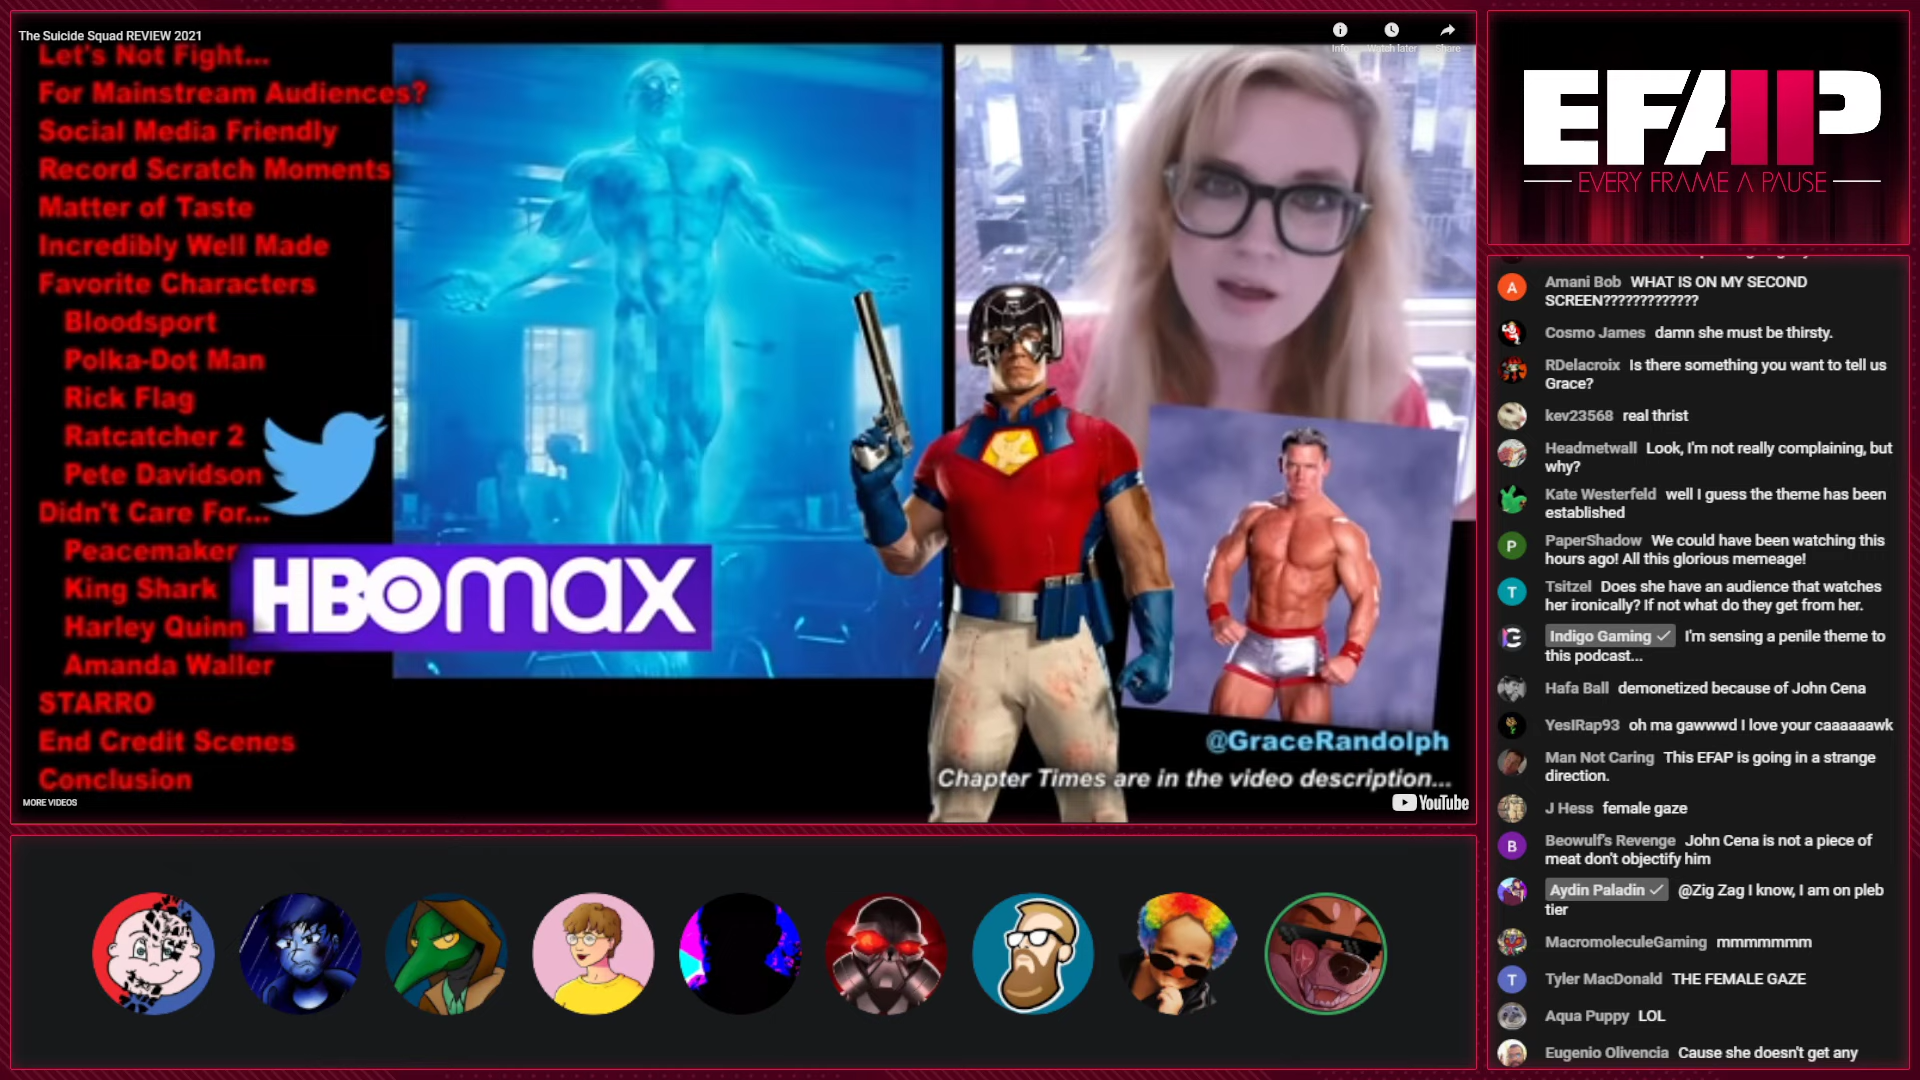 The Suicide Squad REVIEW 2021
Info
Watch later
Share
Let's Not Fight...
For Mainstream Audiences?
Social Media Friendly
Record Scratch Moments
Matter of Taste
Incredibly Well Made
Favorite Characters
Bloodsport
Polka-Dot Man
Rick Flag
Ratcatcher 2
Pete Davidson
Didn't Care For...
Peacemaker
King Shark
Harley Quinn
Amanda Waller
STARRO
End Credit Scenes
Conclusion
MORE VIDEOS
HBOmax
@GraceRandolph
Chapter Times are in the video description...
YouTube
EFAP
EVERY FRAME A PAUSE
A
Amani Bob WHAT IS ON MY SECOND
SCREEN?????????????
Cosmo James damn she must be thirsty.
RDelacroix Is there something you want to tell us
Grace?
kev23568 real thrist
Headmetwall Look, I'm not really complaining, but
why?
Kate Westerfeld well I guess the theme has been
established
P
PaperShadow We could have been watching this
hours ago! All this glorious memeage!
T
Tsitzel Does she have an audience that watches
her ironically? If not what do they get from her.
Indigo Gaming I'm sensing a penile theme to
this podcast...
Hafa Ball demonetized because of John Cena
YesIRap93 oh ma gawwwd I love your caaaaaawk
Man Not Caring This EFAP is going in a strange
direction.
J Hess female gaze
B
Beowulf's Revenge John Cena is not a piece of
meat don't objectify him
Aydin Paladin @Zig Zag I know, I am on pleb
tier
MacromoleculeGaming mmmmmmm
T
Tyler MacDonald THE FEMALE GAZE
Aqua Puppy LOL
Eugenio Olivencia Cause she doesn't get any